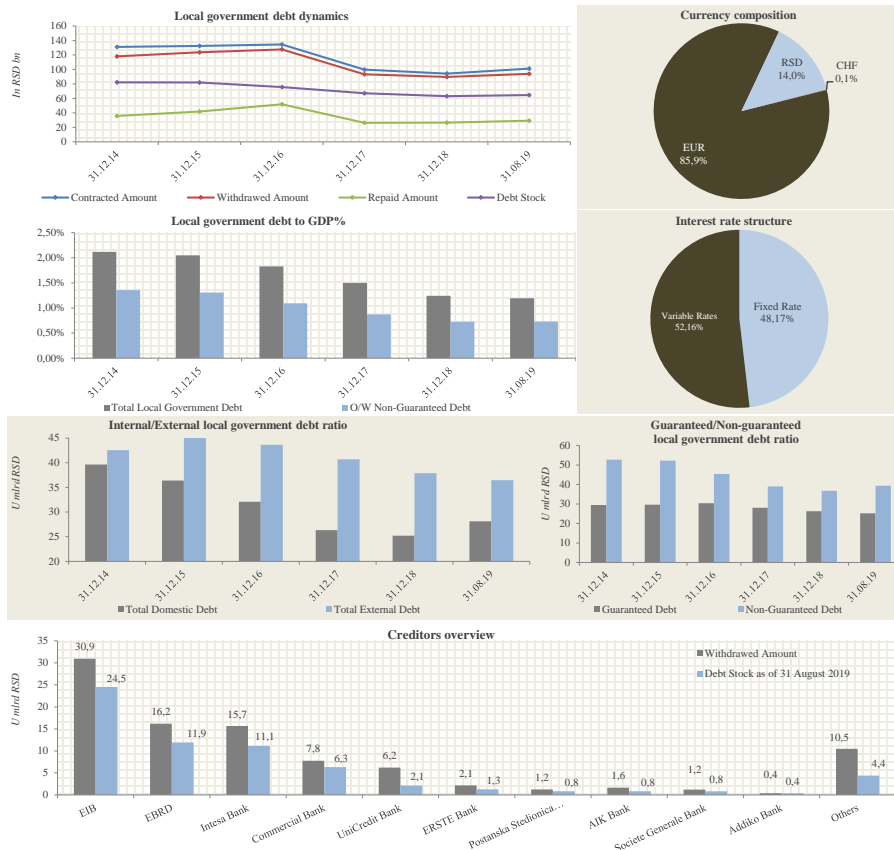 Local government debt dynamics
In RSD bn
160
140
120
100
80
60
40
20
0
31.12.14
31.12.15
31.12.16
31.12.17
31.12.18
31.08.19
Contracted Amount
Withdrawed Amount
Repaid Amount
Debt Stock
Currency composition
RSD
14,0%
CHF
0,1%
EUR
85,9%
Local government debt to GDP%
2,50%
2,00%
1,50%
1,00%
0,50%
0,00%
31.12.14
31.12.15
31.12.16
31.12.17
31.12.18
31.08.19
Total Local Government Debt
O/W Non-Guaranteed Debt
Interest rate structure
Variable Rates
52,16%
Fixed Rate
48,17%
Internal/External local government debt ratio
U mlrd RSD
45
40
35
30
25
20
31.12.14
31.12.15
31.12.16
31.12.17
31.12.18
31.08.19
Total Domestic Debt
Total External Debt
Guaranteed/Non-guaranteed
local government debt ratio
U mlrd RSD
60
50
40
30
20
10
0
31.12.14
31.12.15
31.12.16
31.12.17
31.12.18
31.08.19
Guaranteed Debt
Non-Guaranteed Debt
Creditors overview
U mlrd RSD
35
30
25
20
15
10
5
0
Withdrawed Amount
Debt Stock as of 31 August 2019
30,9
24,5
16,2
11,9
15,7
11,1
7,8
6,3
6,2
2,1
2,1
1,3
1,2
0,8
1,6
0,8
1,2
0,8
0,4
0,4
10,5
4,4
EIB
EBRD
Intesa Bank
Commercial Bank
UniCredit Bank
ERSTE Bank
Postanska Stedionica…
AIK Bank
Societe Generale Bank
Addiko Bank
Others